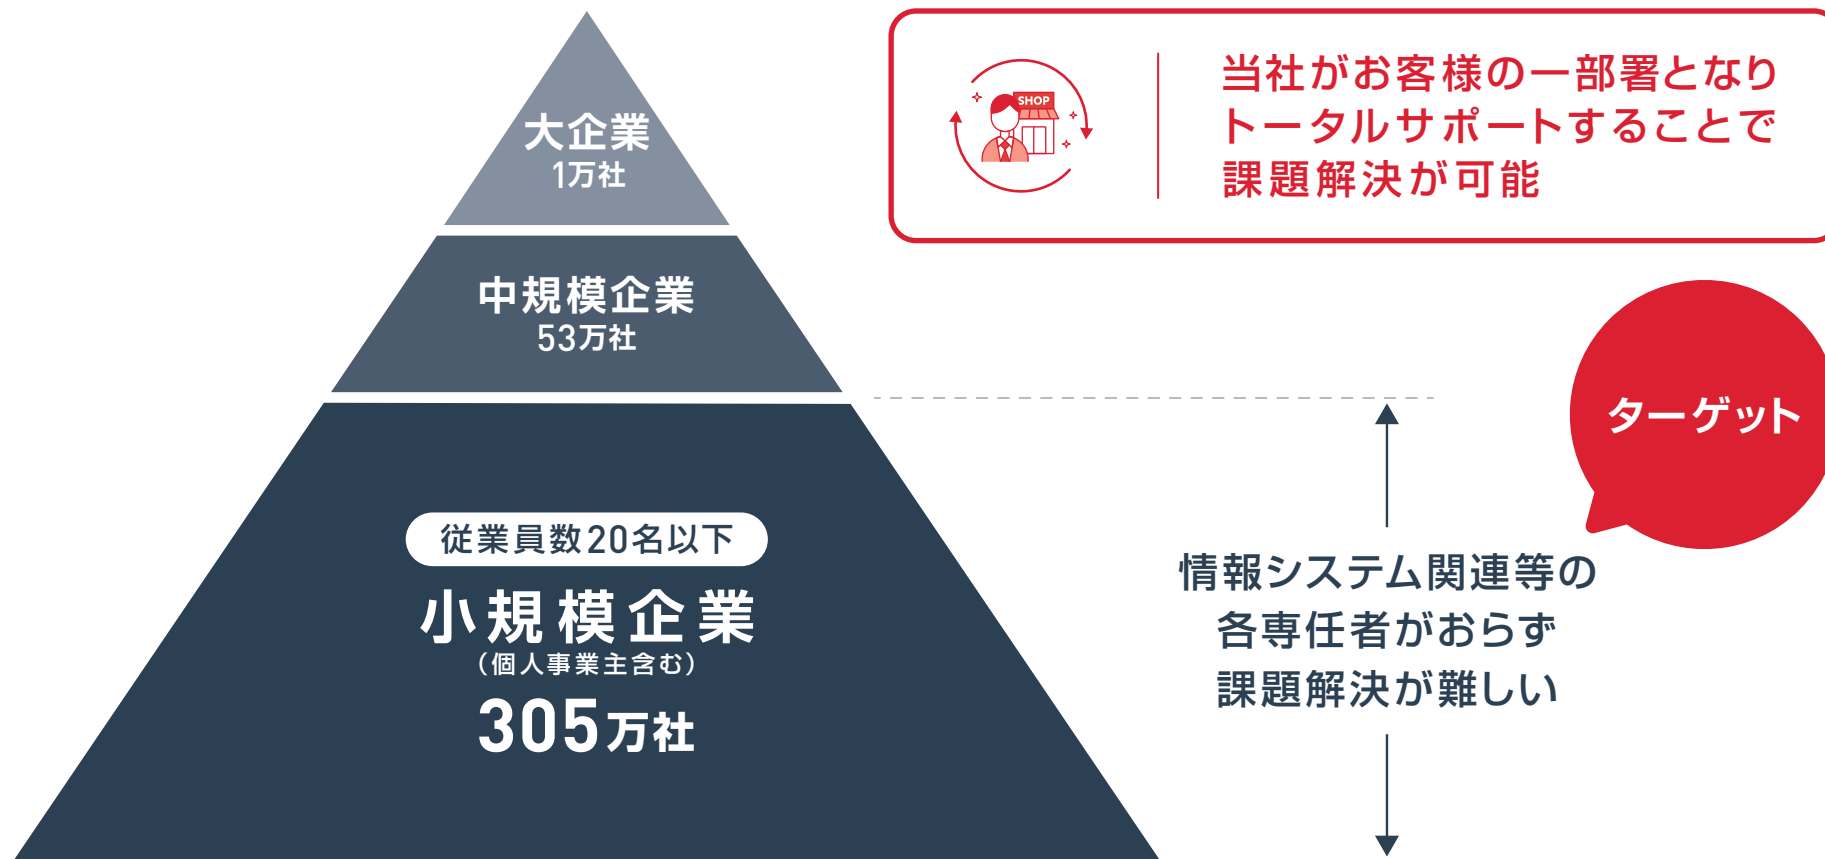 大企業
1万社
中規模企業
53万社
従業員数20名以下
小規模企業
（個人事業主含む）
305万社
SHOP
当社がお客様の一部署となり
トータルサポートすることで
課題解決が可能
ターゲット
情報システム関連等の
各専任者がおらず
課題解決が難しい